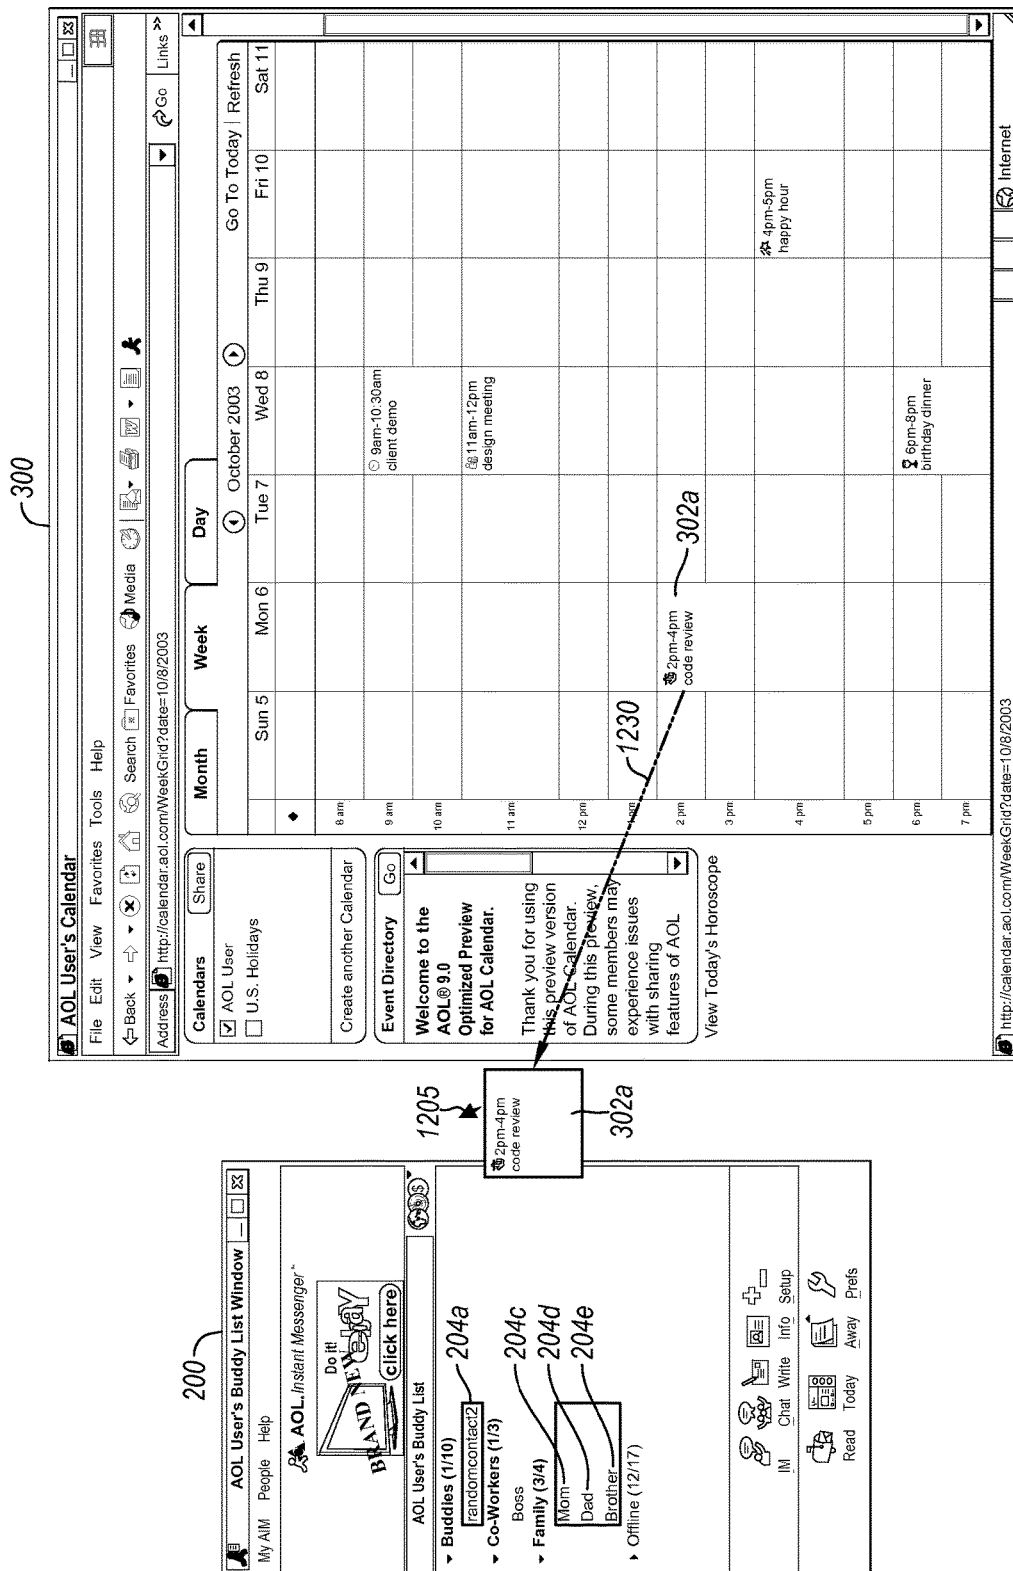 300
AOL User's Calendar
File Edit View Favorites Tools Help
Back Search Favorites Media
Address http://calendar.aol.com/WeekGrid?date=10/8/2003 Go Links »
Calendars Share
AOL User
U.S. Holidays
Create another Calendar
Event Directory Go
Welcome to the
AOL® 9.0
Optimized Preview
for AOL Calendar.
Thank you for using
this preview version
of AOL Calendar.
During this preview,
some members may
experience issues
with sharing
features of AOL
View Today's Horoscope
Month Week Day
October 2003 Go To Today | Refresh
Sun 5 Mon 6 Tue 7 Wed 8 Thu 9 Fri 10 Sat 11
8 am
9 am
9am-10:30am
client demo
10 am
11 am
11am-12pm
design meeting
1 pm
1230
2 pm
2pm-4pm
code review
302a
3 pm
4 pm
4pm-5pm
happy hour
5 pm
6 pm
6pm-8pm
birthday dinner
7 pm
http://calendar.aol.com/WeekGrid?date=10/8/2003 Internet
1205
2pm-4pm
code review
302a
200
AOL User's Buddy List Window
My AIM People Help
AOL Instant Messenger™
BRAND NEW
Do it!
ebay
click here
AOL User's Buddy List
Buddies (1/10)
randomcontact2 204a
Co-Workers (1/3)
Boss
Family (3/4)
Mom 204c
Dad 204d
Brother 204e
Offline (12/17)
IM Chat Write Info Setup
Read Today Away Prefs